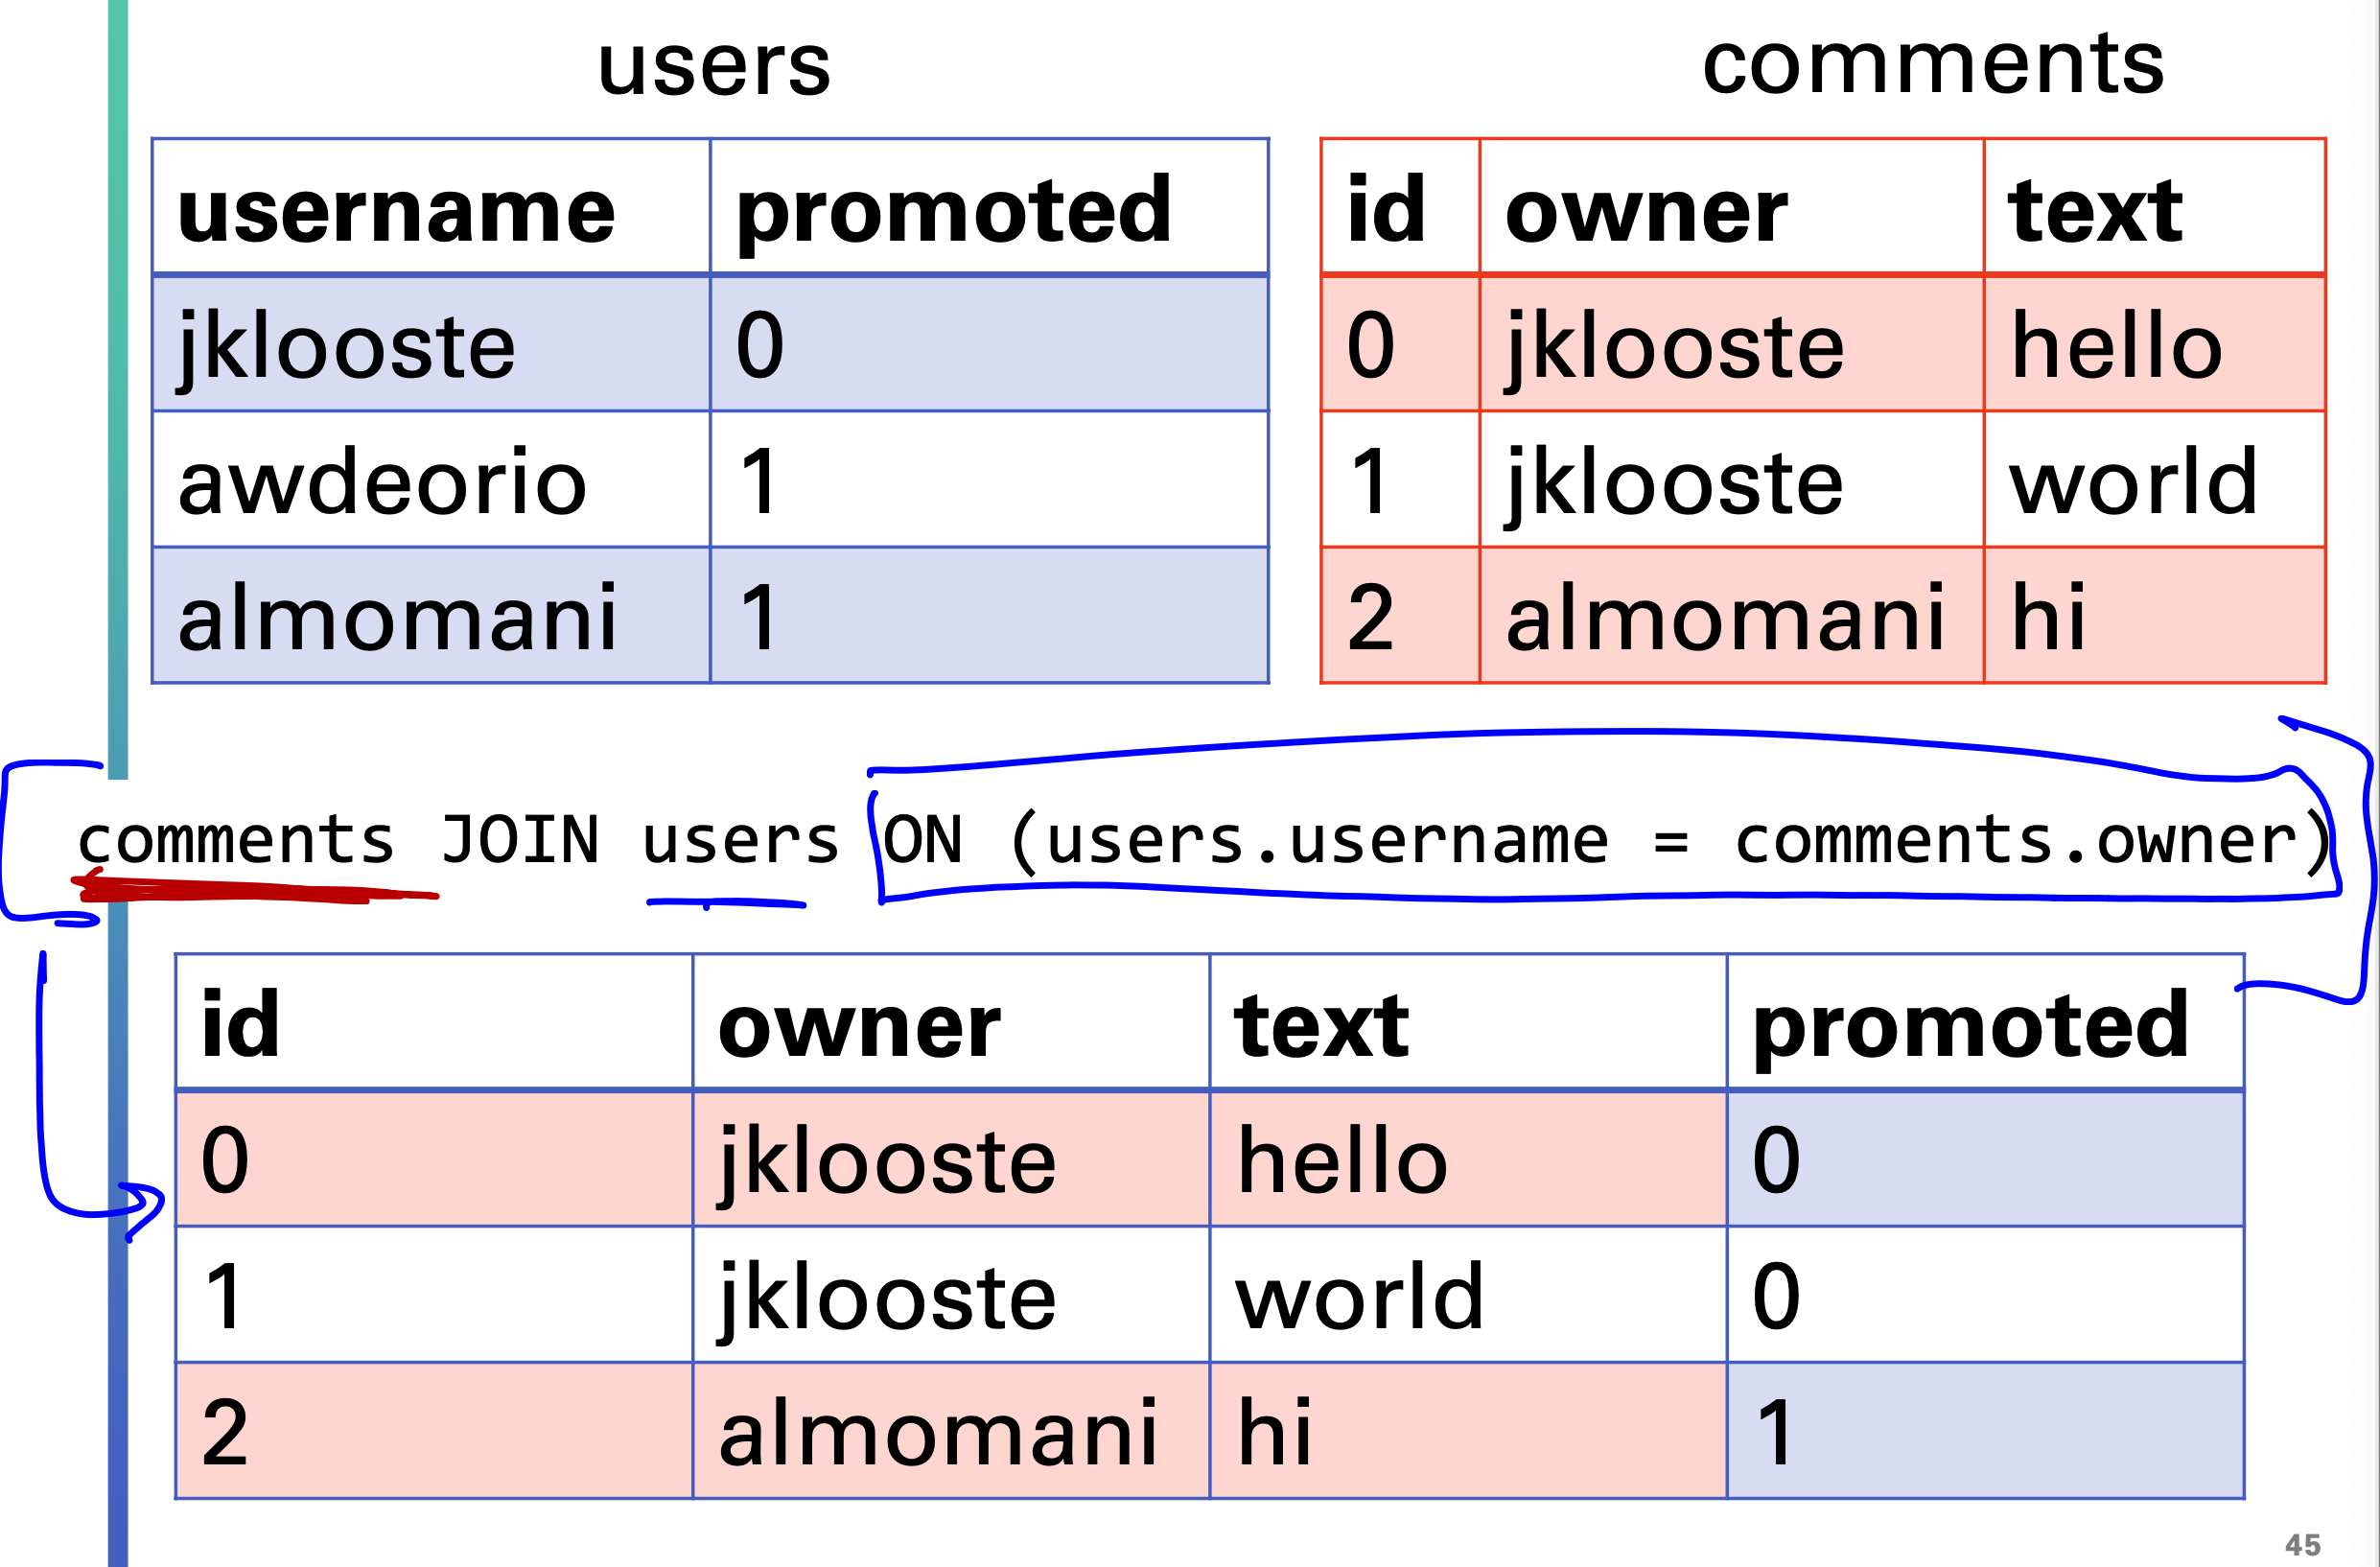 users
username promoted
jklooste 0
awdeorio 1
almomani 1
comments
id owner text
0 jklooste hello
1 jklooste world
2 almomani hi
comments JOIN users ON (users.username = comments.owner)
id owner text promoted
0 jklooste hello 0
1 jklooste world 0
2 almomani hi 1
45